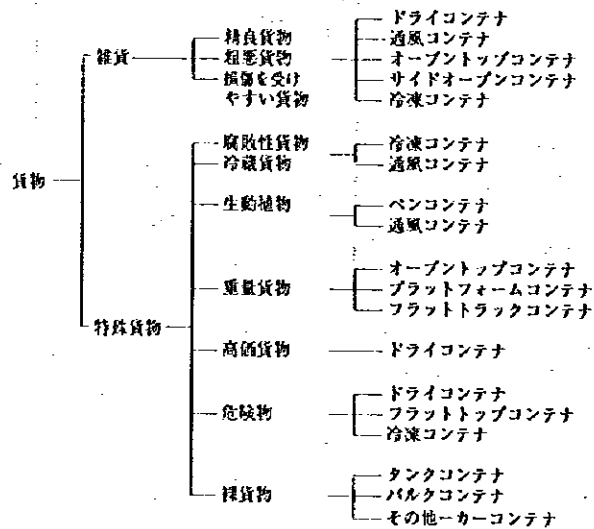 貨物
雑貨
精良貨物
粗悪貨物
損傷を受け
やすい貨物
ドライコンテナ
通風コンテナ
オープントップコンテナ
サイドオープンコンテナ
冷凍コンテナ
特殊貨物
腐敗性貨物
冷蔵貨物
冷凍コンテナ
通風コンテナ
生動植物
ペンコンテナ
通風コンテナ
重量貨物
オープントップコンテナ
プラットフォームコンテナ
フラットトラックコンテナ
高価貨物
ドライコンテナ
危険物
ドライコンテナ
フラットトップコンテナ
冷凍コンテナ
裸貨物
タンクコンテナ
バルクコンテナ
その他ーカーコンテナ